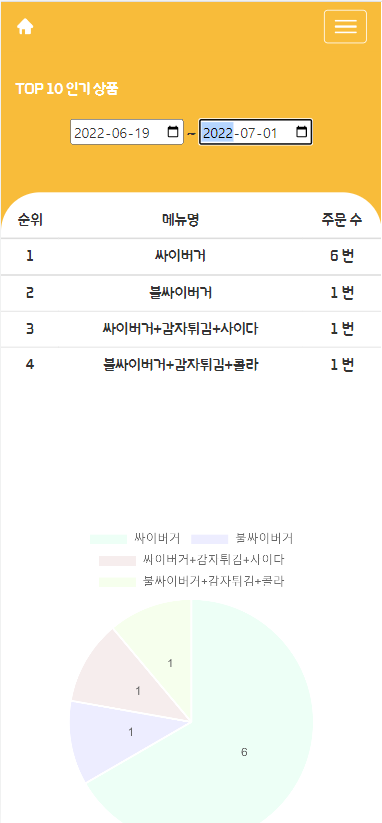 TOP 10 인기 상품
2022-06-19 ~ 2022-07-01
순위 메뉴명 주문 수
1 싸이버거 6 번
2 불싸이버거 1 번
3 싸이버거+감자튀김+사이다 1 번
4 불싸이버거+감자튀김+콜라 1 번
싸이버거 불싸이버거
싸이버거+감자튀김+사이다
불싸이버거+감자튀김+콜라
1
1
1
6